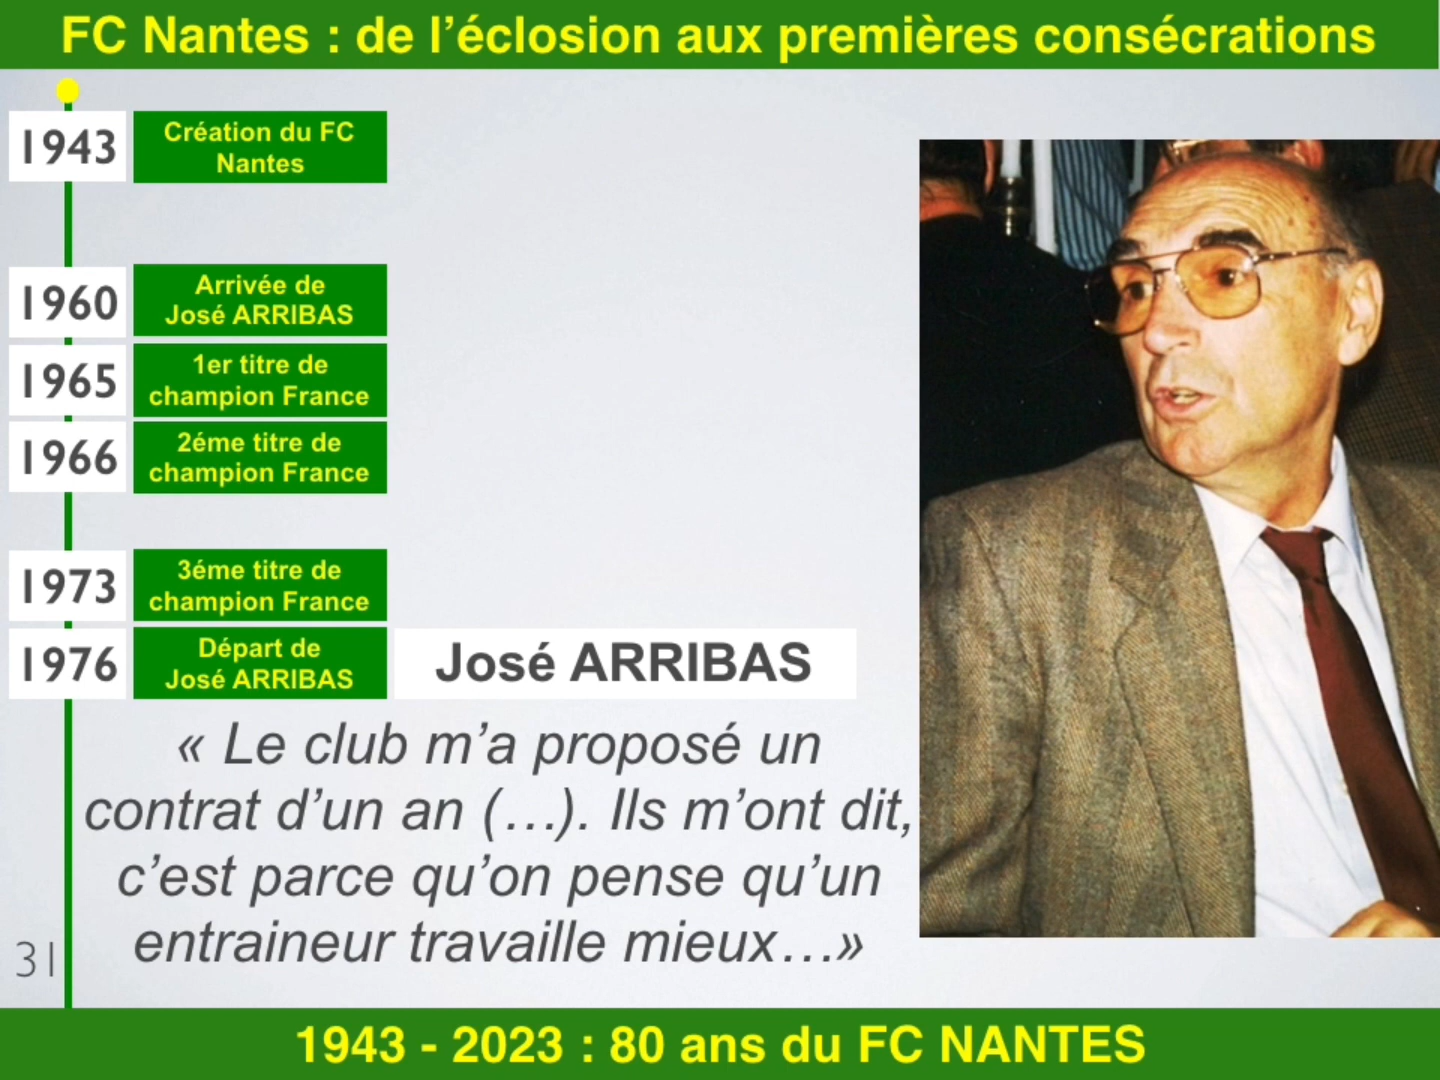 FC Nantes : de l’éclosion aux premières consécrations
1943
Création du FC
Nantes
1960
Arrivée de
José ARRIBAS
1965
1er titre de
champion France
1966
2éme titre de
champion France
1973
3éme titre de
champion France
1976
Départ de
José ARRIBAS
José ARRIBAS
« Le club m’a proposé un
contrat d’un an (…). Ils m’ont dit,
c’est parce qu’on pense qu’un
entraineur travaille mieux…»
31
1943 - 2023 : 80 ans du FC NANTES